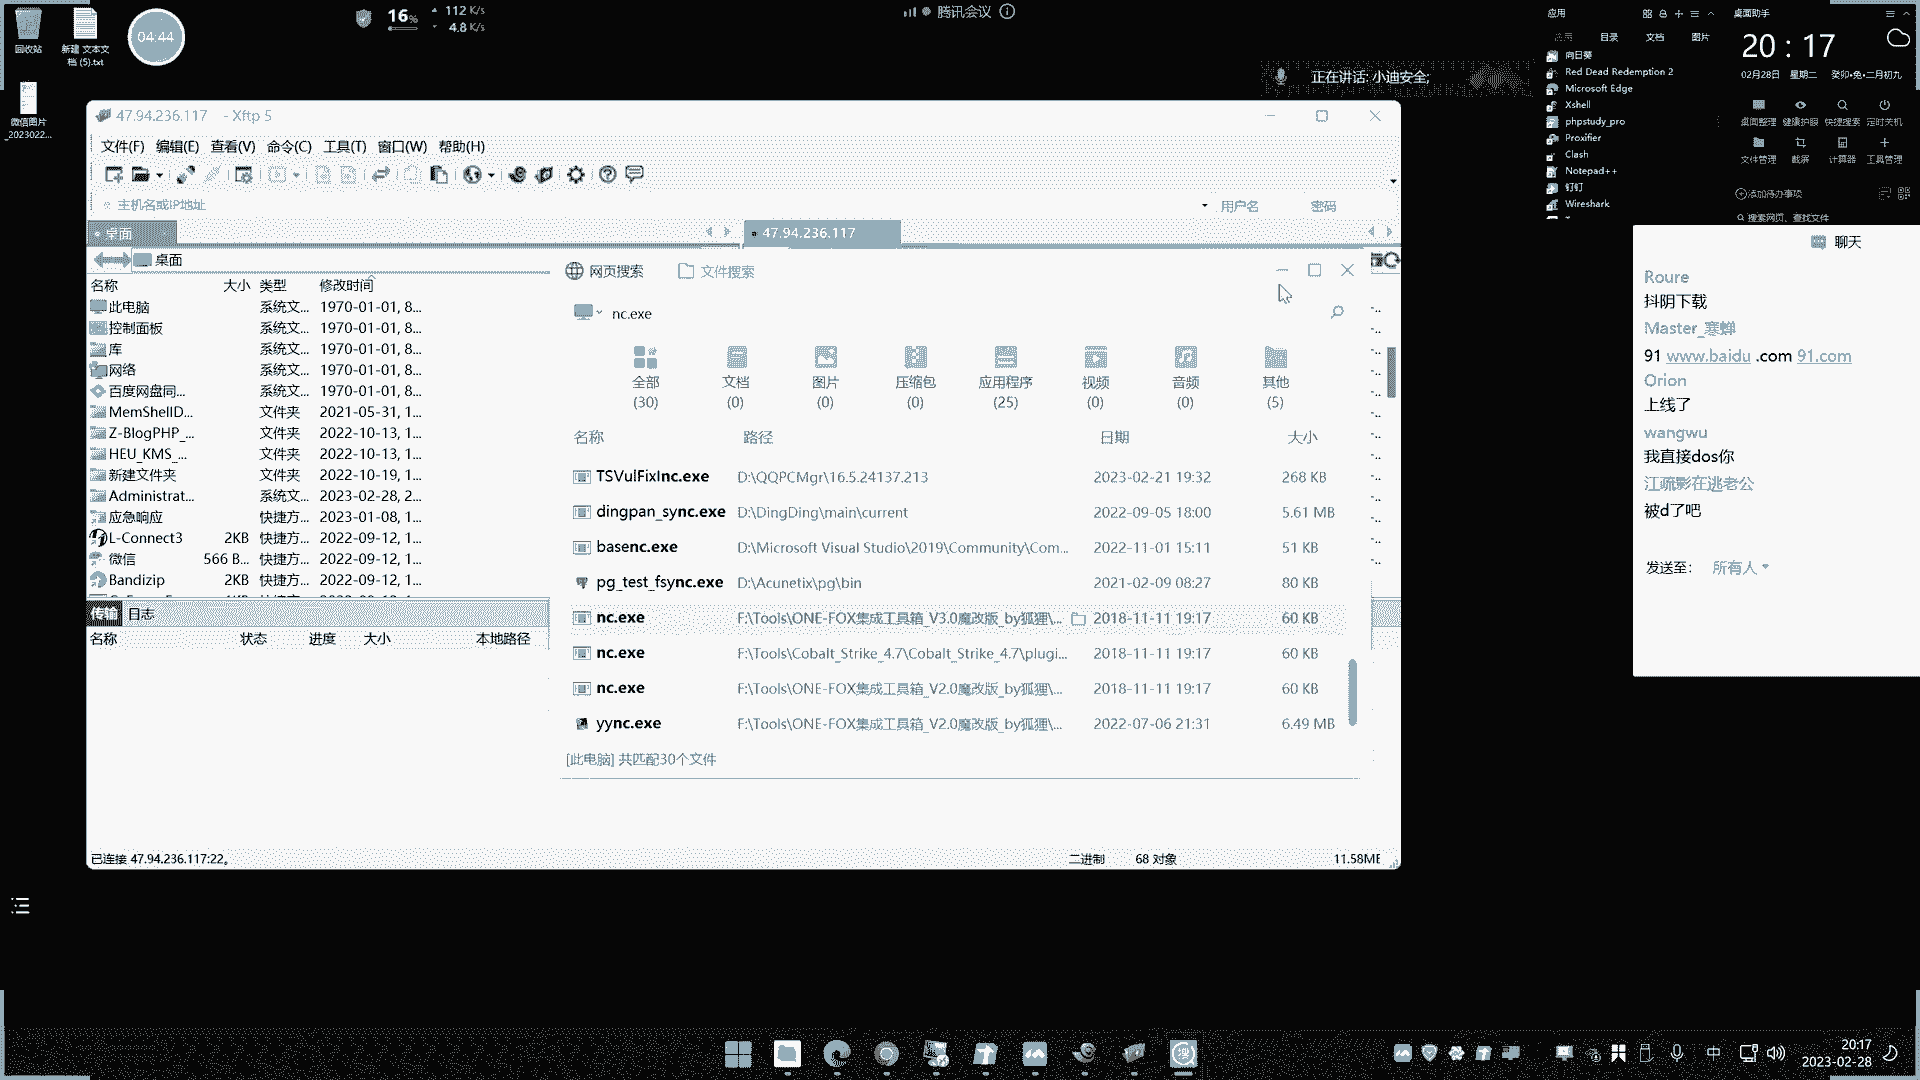 回收站
新建 文本文
档 (5).txt
04:44
微信图片
_2023022...
16%
112 K/s
4.8 K/s
腾讯会议
正在讲话: 小迪安全;
应用
目录
文档
图片
向日葵
Red Dead Redemption 2
Microsoft Edge
Xshell
phpstudy_pro
Proxifier
Clash
Notepad++
钉钉
Wireshark
桌面助手
20 : 17
02月28日 星期二 癸卯•兔•二月初九
桌面整理 健康护眼 快捷搜索 定时关机
文件管理 截屏 计算器 工具管理
添加待办事项
搜索网页、查找文件
47.94.236.117 - Xftp 5
文件(F) 编辑(E) 查看(V) 命令(C) 工具(T) 窗口(W) 帮助(H)
主机名或IP地址 用户名 密码
桌面
47.94.236.117
桌面
名称 大小 类型 修改时间
此电脑 系统文... 1970-01-01, 8...
控制面板 系统文... 1970-01-01, 8...
库 系统文... 1970-01-01, 8...
网络 系统文... 1970-01-01, 8...
百度网盘同... 系统文... 1970-01-01, 8...
MemShellD... 文件夹 2021-05-31, 1...
Z-BlogPHP_... 文件夹 2022-10-13, 1...
HEU_KMS_... 文件夹 2022-10-13, 1...
新建文件夹 文件夹 2022-10-19, 1...
Administrat... 系统文... 2023-02-28, 2...
应急响应 快捷方... 2023-01-08, 1...
L-Connect3 2KB 快捷方... 2022-09-12, 1...
微信 566 B... 快捷方... 2022-09-12, 1...
Bandizip 2KB 快捷方... 2022-09-12, 1...
传输 日志
名称 状态 进度 大小 本地路径
网页搜索 文件搜索
nc.exe
全部 文档 图片 压缩包 应用程序 视频 音频 其他
(30) (0) (0) (0) (25) (0) (0) (5)
名称 路径 日期 大小
TSVulFixInc.exe D:\QQPCMgr\16.5.24137.213 2023-02-21 19:32 268 KB
dingpan_sync.exe D:\DingDing\main\current 2022-09-05 18:00 5.61 MB
basenc.exe D:\Microsoft Visual Studio\2019\Community\Com... 2022-11-01 15:11 51 KB
pg_test_fsync.exe D:\Acunetix\pg\bin 2021-02-09 08:27 80 KB
nc.exe F:\Tools\ONE-FOX集成工具箱_V3.0魔改版_by狐狸\... 2018-11-11 19:17 60 KB
nc.exe F:\Tools\Cobalt_Strike_4.7\Cobalt_Strike_4.7\plugi... 2018-11-11 19:17 60 KB
nc.exe F:\Tools\ONE-FOX集成工具箱_V2.0魔改版_by狐狸\... 2018-11-11 19:17 60 KB
yync.exe F:\Tools\ONE-FOX集成工具箱_V2.0魔改版_by狐狸\... 2022-07-06 21:31 6.49 MB
[此电脑] 共匹配30个文件
已连接 47.94.236.117:22。 二进制 68 对象 11.58ME
聊天
Roure
抖阴下载
Master_寒蝉
91 www.baidu .com 91.com
Orion
上线了
wangwu
我直接dos你
江疏影在逃老公
被d了吧
发送至: 所有人
中
20:17
2023-02-28